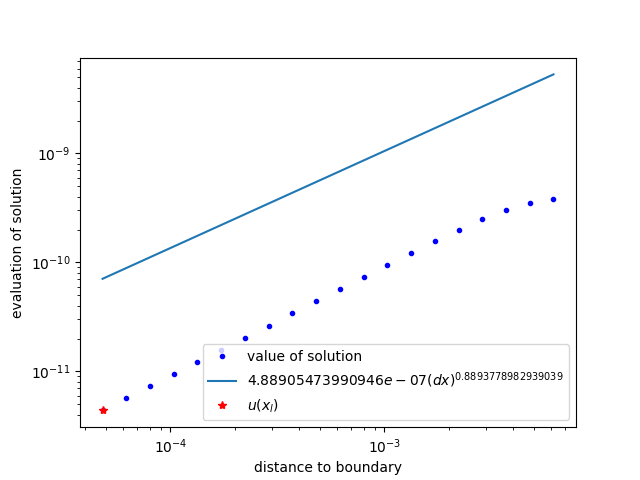 evaluation of solution
10⁻⁹
10⁻¹⁰
10⁻¹¹
value of solution
4.88905473990946e − 07(dx)^0.8893778982939039
u(x_l)
10⁻⁴ 10⁻³
distance to boundary